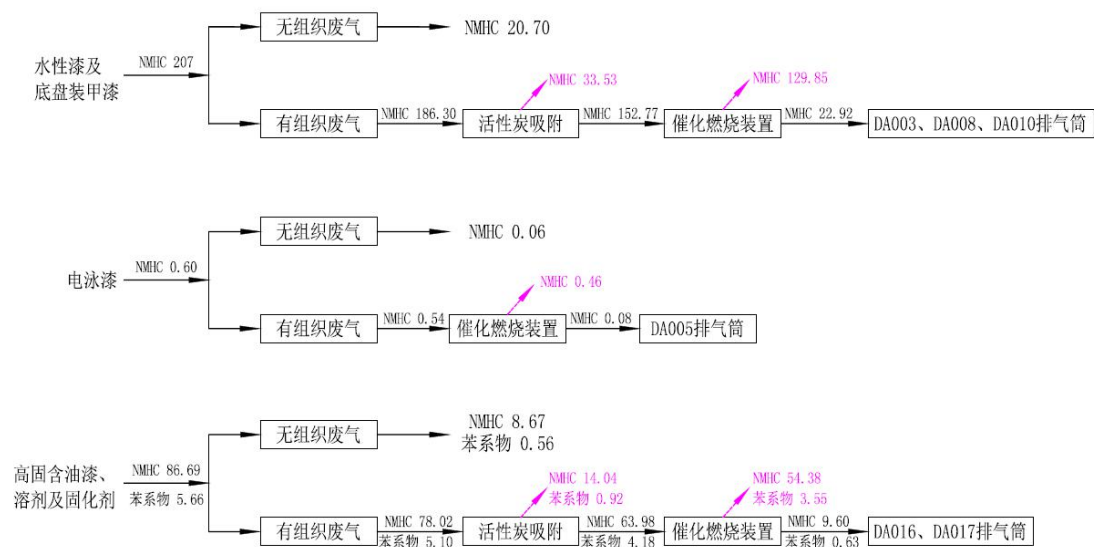 无组织废气
NMHC 20.70
水性漆及
底盘装甲漆
NMHC 207
NMHC 33.53
NMHC 129.85
有组织废气
NMHC 186.30
活性炭吸附
NMHC 152.77
催化燃烧装置
NMHC 22.92
DA003、DA008、DA010排气筒
无组织废气
NMHC 0.06
电泳漆
NMHC 0.60
NMHC 0.46
有组织废气
NMHC 0.54
催化燃烧装置
NMHC 0.08
DA005排气筒
无组织废气
NMHC 8.67
苯系物 0.56
高固含油漆、
溶剂及固化剂
NMHC 86.69
苯系物 5.66
NMHC 14.04
苯系物 0.92
NMHC 54.38
苯系物 3.55
有组织废气
NMHC 78.02
苯系物 5.10
活性炭吸附
NMHC 63.98
苯系物 4.18
催化燃烧装置
NMHC 9.60
苯系物 0.63
DA016、DA017排气筒